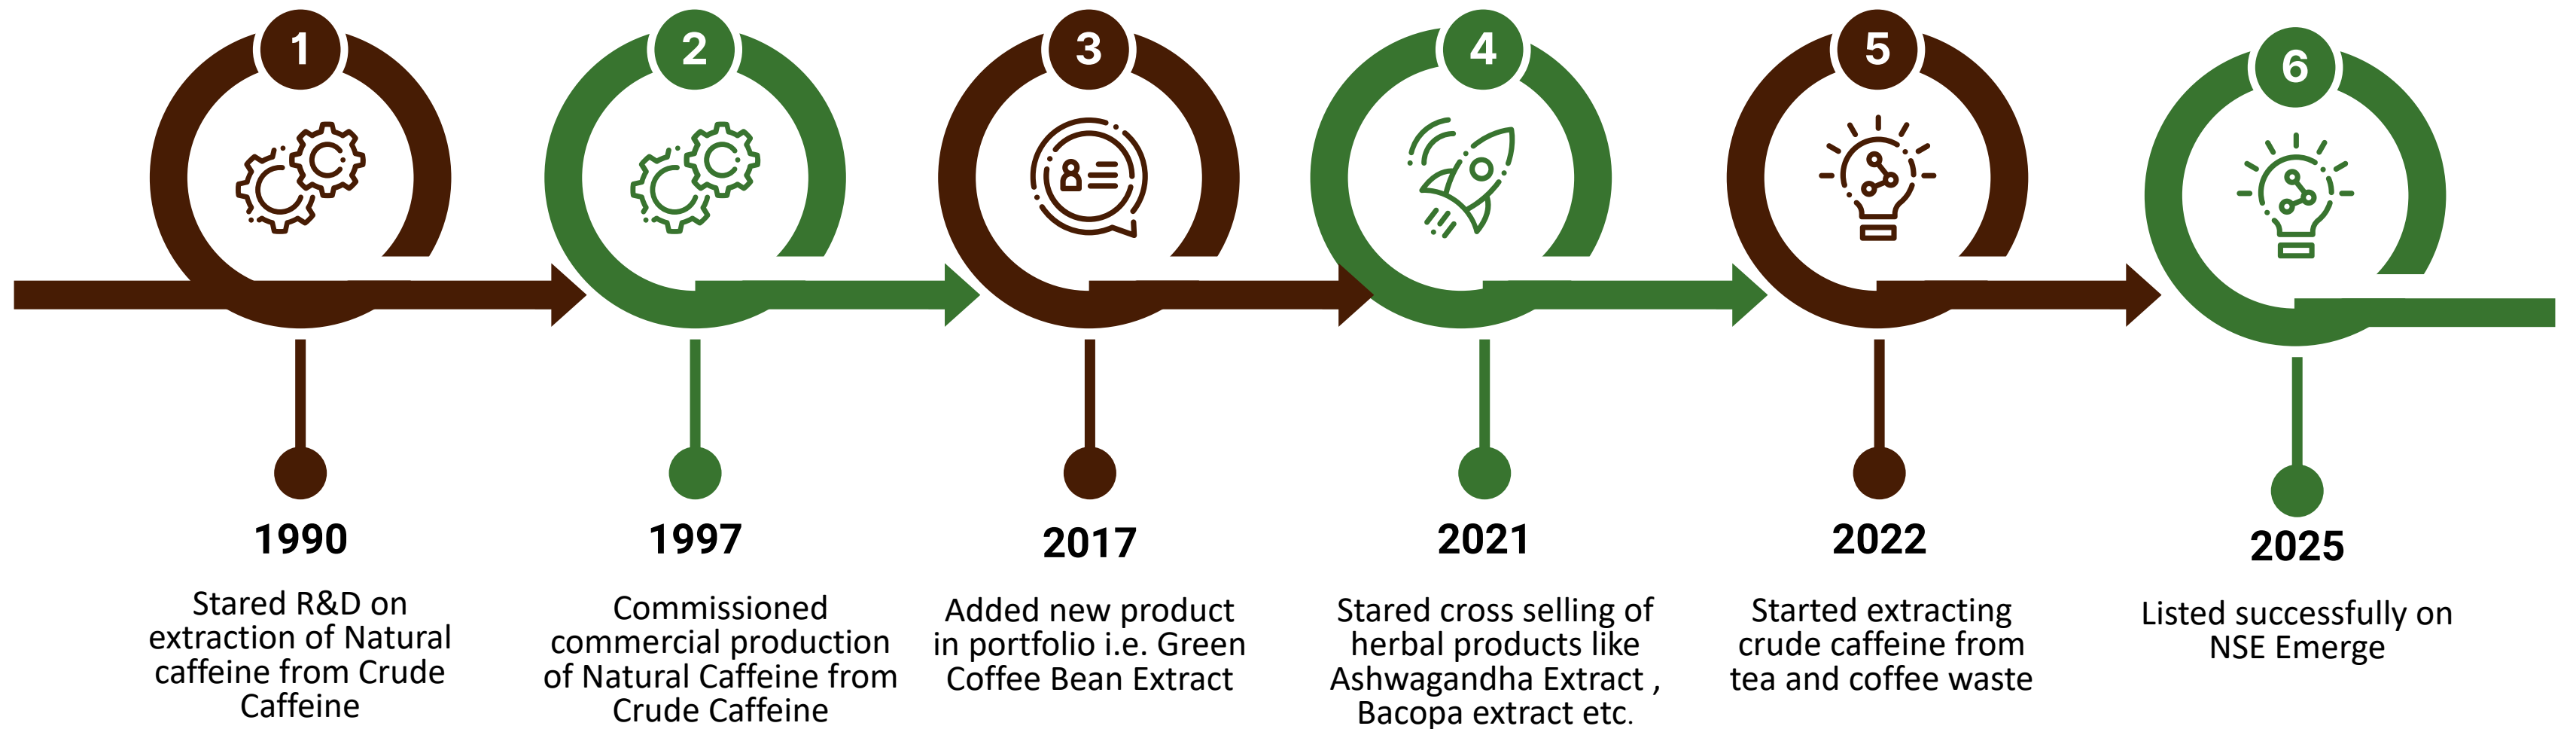 1
2
3
4
5
6
1990
Stared R&D on
extraction of Natural
caffeine from Crude
Caffeine
1997
Commissioned
commercial production
of Natural Caffeine from
Crude Caffeine
2017
Added new product
in portfolio i.e. Green
Coffee Bean Extract
2021
Stared cross selling of
herbal products like
Ashwagandha Extract ,
Bacopa extract etc.
2022
Started extracting
crude caffeine from
tea and coffee waste
2025
Listed successfully on
NSE Emerge